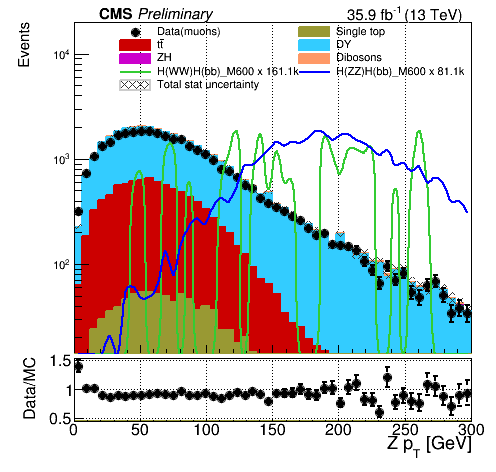 CMS Preliminary 35.9 fb⁻¹ (13 TeV)
Events
Data(muons) Single top
tt̄ DY
ZH Dibosons
H(WW)H(bb)_M600 x 161.1k H(ZZ)H(bb)_M600 x 81.1k
Total stat uncertainty
10⁴
10³
10²
Data/MC
1.5
1
0.5
0 50 100 150 200 250 300
Z p_T [GeV]